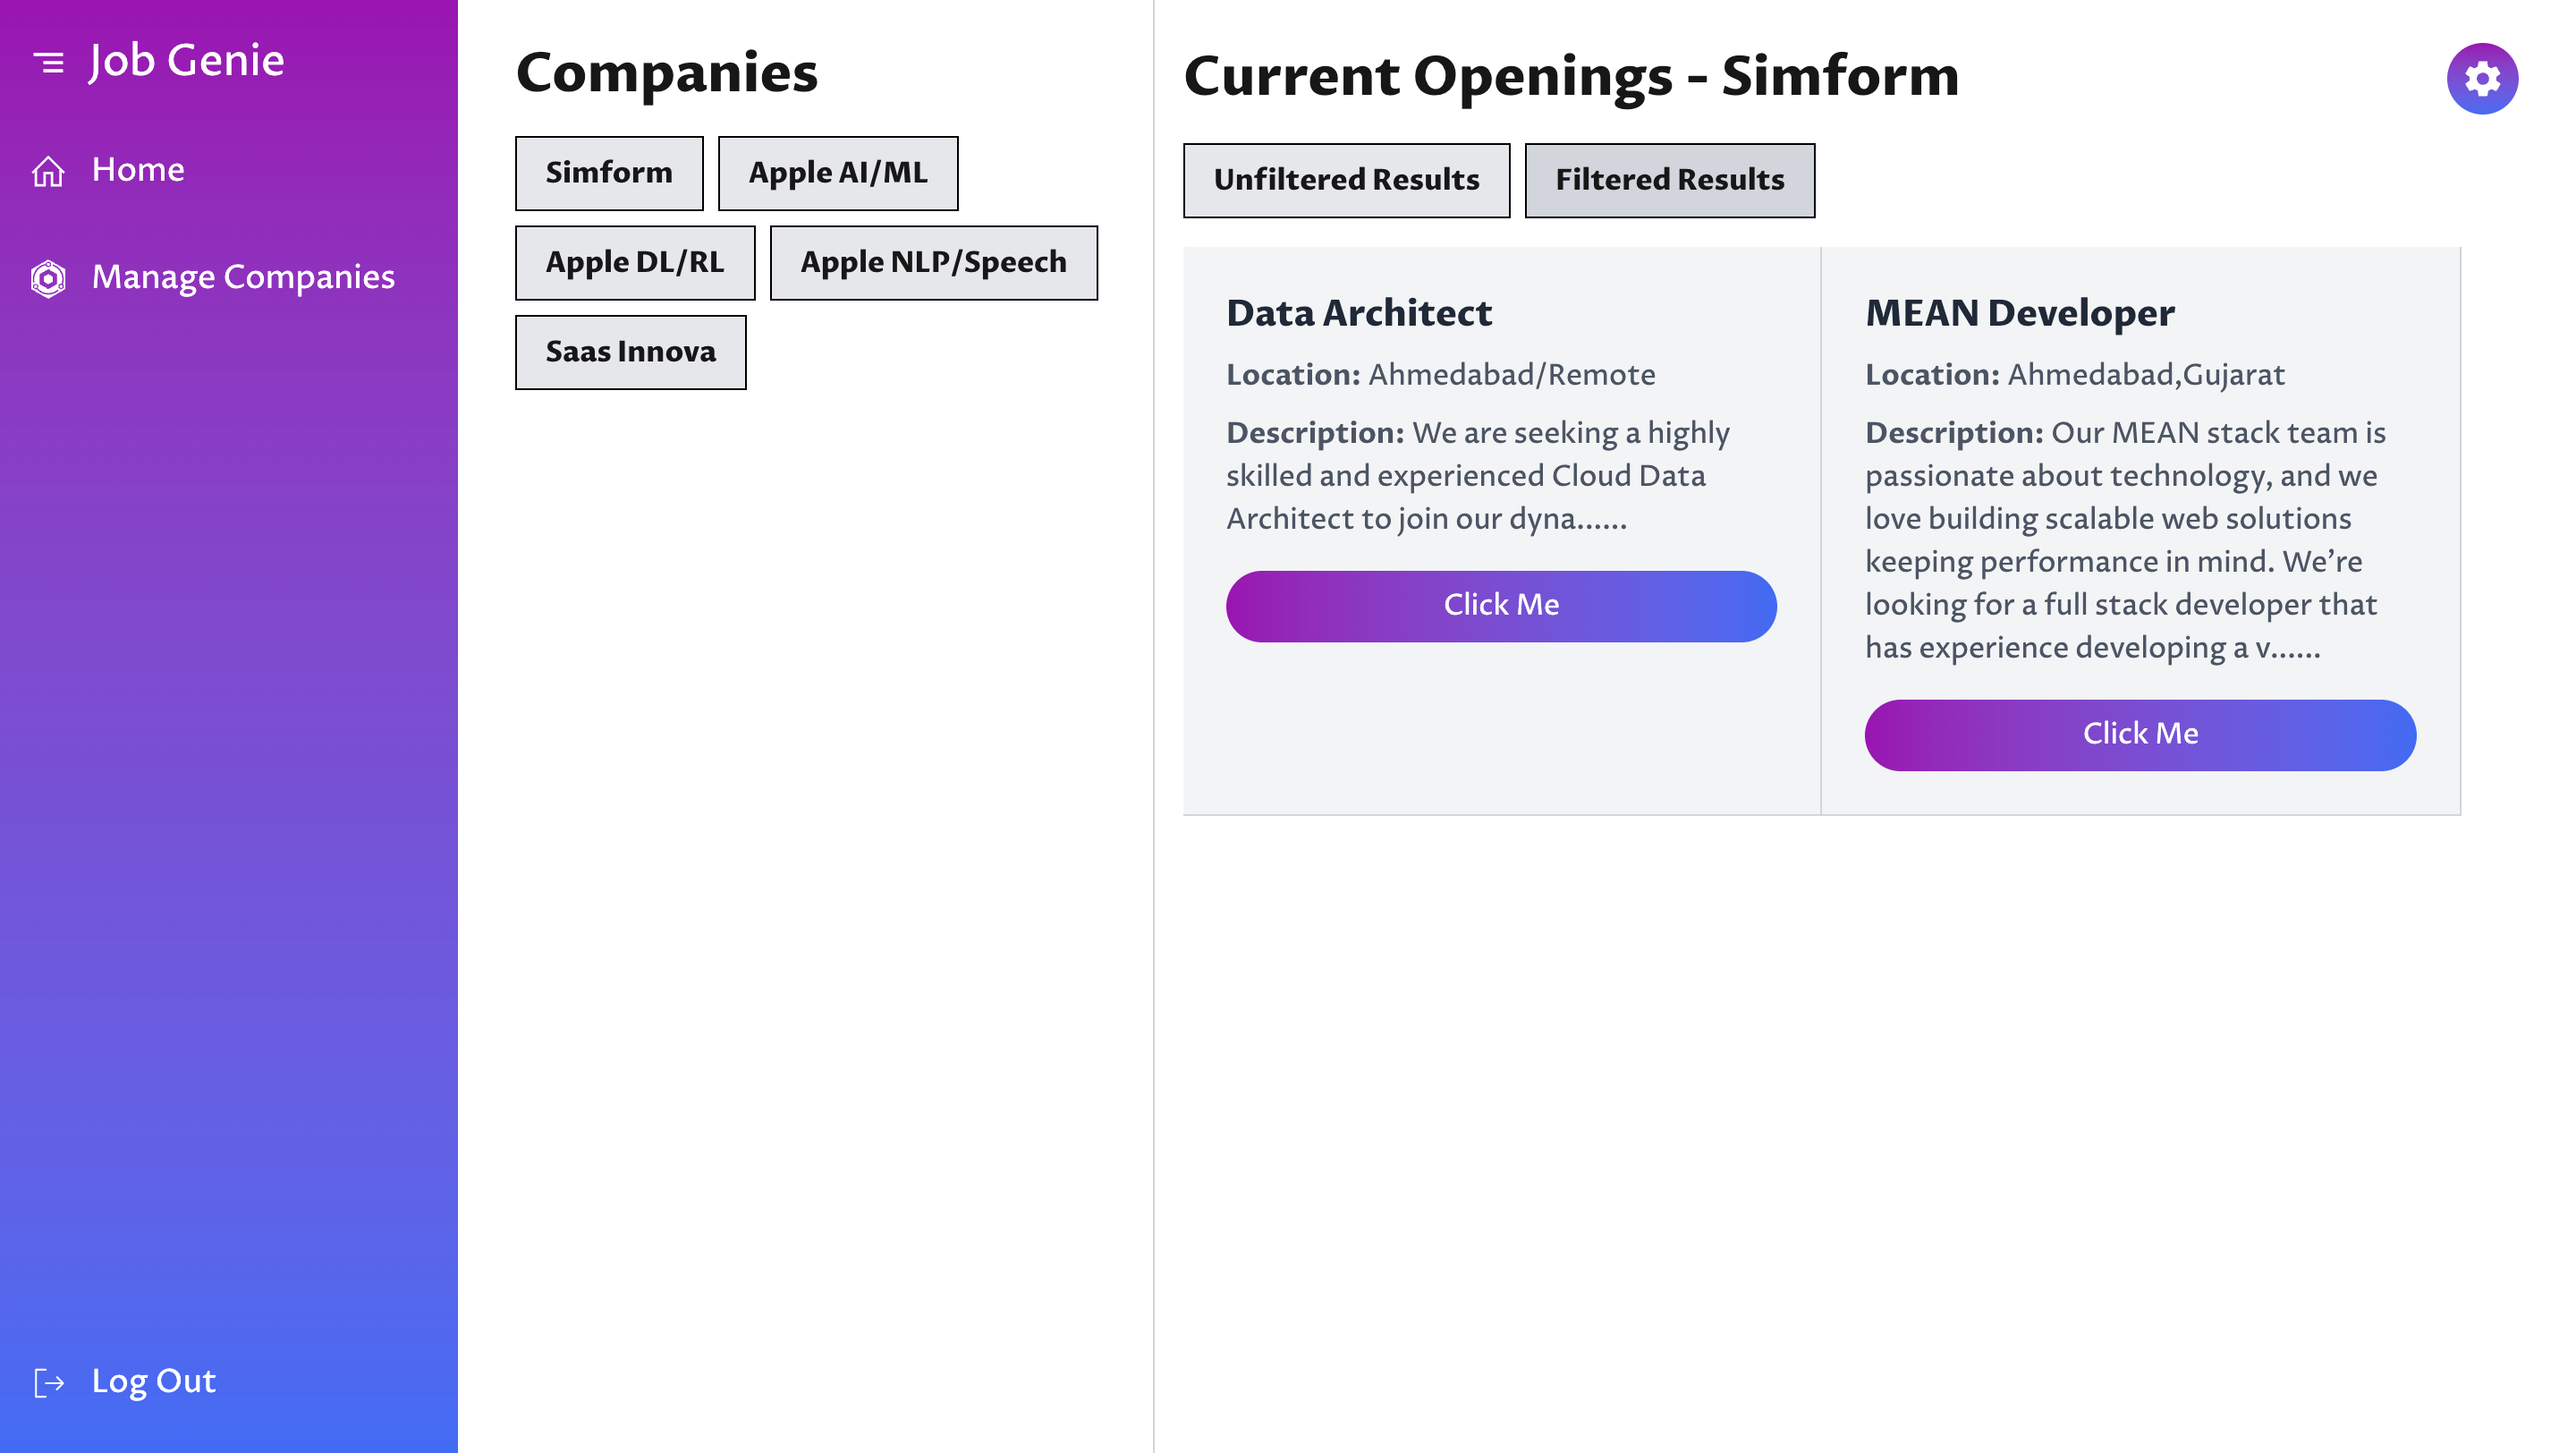 Job Genie
Home
Manage Companies
Log Out
Companies
Simform
Apple AI/ML
Apple DL/RL
Apple NLP/Speech
Saas Innova
Current Openings - Simform
Unfiltered Results
Filtered Results
Data Architect
Location: Ahmedabad/Remote
Description: We are seeking a highly
skilled and experienced Cloud Data
Architect to join our dyna......
Click Me
MEAN Developer
Location: Ahmedabad,Gujarat
Description: Our MEAN stack team is
passionate about technology, and we
love building scalable web solutions
keeping performance in mind. We’re
looking for a full stack developer that
has experience developing a v......
Click Me